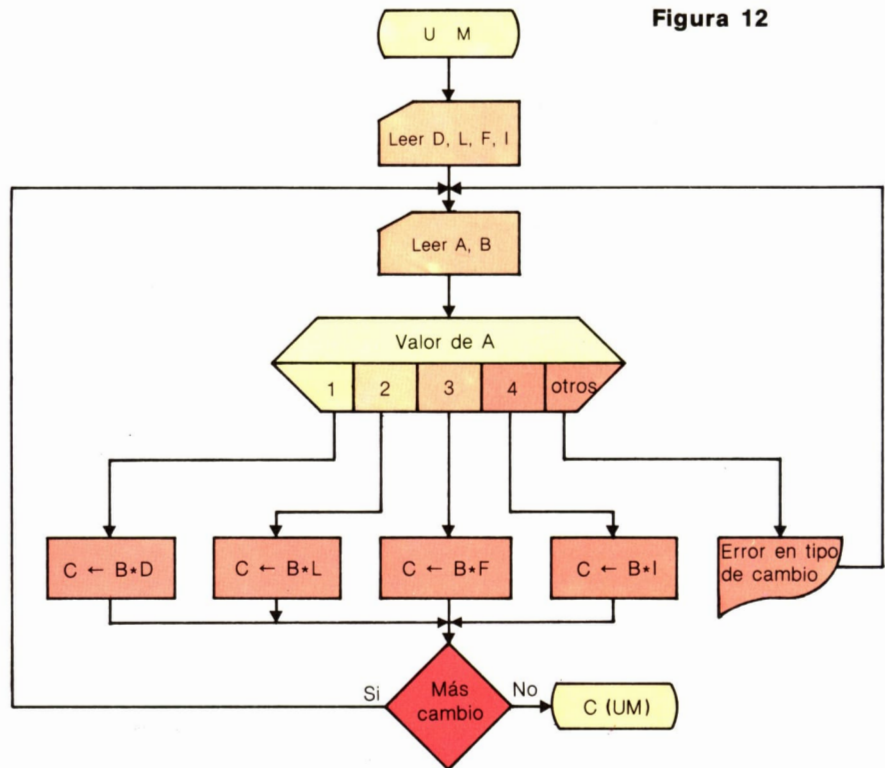 Figura 12
U M
Leer D, L, F, I
Leer A, B
Valor de A
1 2 3 4 otros
C ← B*D
C ← B*L
C ← B*F
C ← B*I
Error en tipo
de cambio
Si
Más
cambio
No
C (UM)